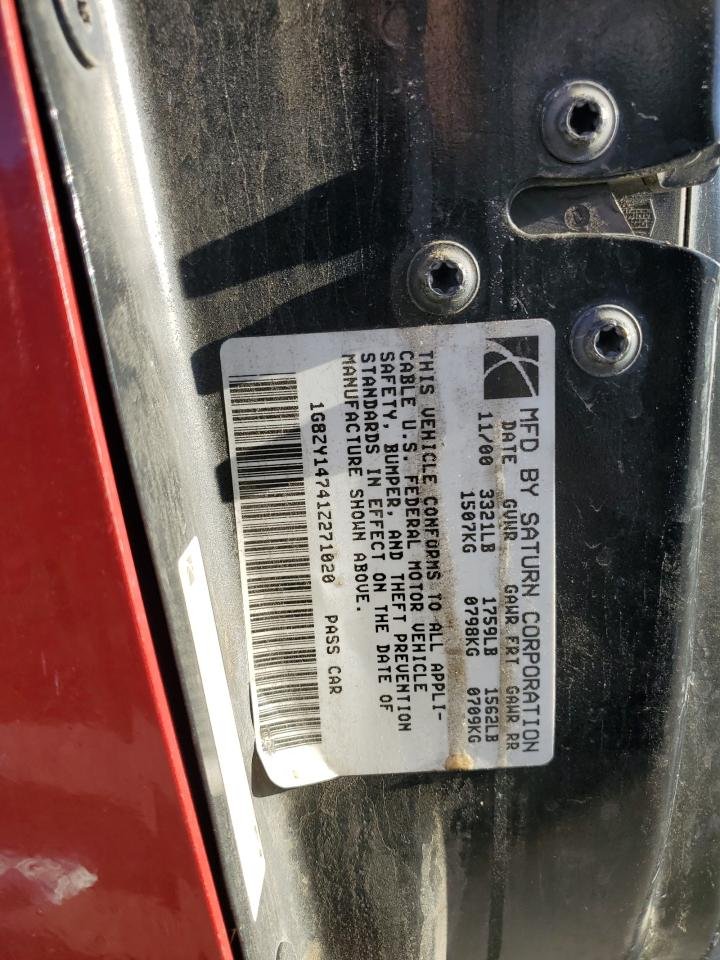 MFD BY SATURN CORPORATION
DATE GVWR GAWR FRT GAWR RR
11/00 3321LB 1759LB 1562LB
1507KG 0798KG 0709KG
THIS VEHICLE CONFORMS TO ALL APPLI-
CABLE U.S. FEDERAL MOTOR VEHICLE
SAFETY, BUMPER, AND THEFT PREVENTION
STANDARDS IN EFFECT ON THE DATE OF
MANUFACTURE SHOWN ABOVE.
1G8ZY14741Z271020 PASS CAR